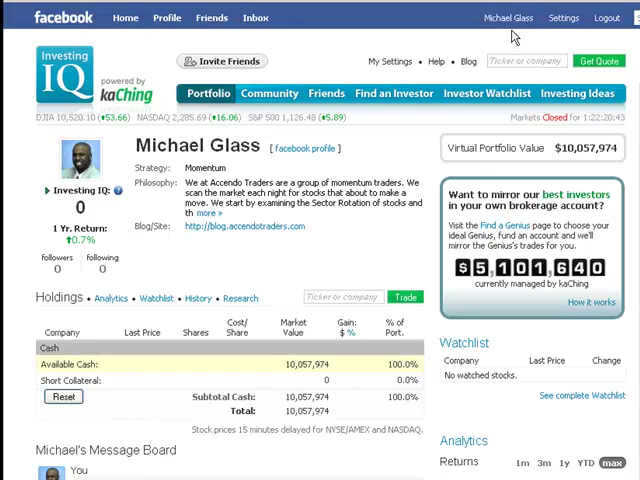 facebook Home Profile Friends Inbox Michael Glass Settings Logout
Investing IQ powered by kaChing
Invite Friends My Settings • Help • Blog Ticker or company Get Quote
Portfolio Community Friends Find an Investor Investor Watchlist Investing Ideas
DJIA 10,520.10 (↑53.66) NASDAQ 2,285.69 (↑16.06) S&P 500 1,126.48 (↑5.89) Markets Closed for 1:22:20:43
Michael Glass [ facebook profile ]
Strategy: Momentum
Philosophy: We at Accendo Traders are a group of momentum traders. We
scan the market each night for stocks that about to make a
move. We start by examining the Sector Rotation of stocks and
th more »
Blog/Site: http://blog.accendotraders.com
Investing IQ: ?
0
1 Yr. Return:
↑0.7%
followers following
0 0
Virtual Portfolio Value $10,057,974
Want to mirror our best investors
in your own brokerage account?
Visit the Find a Genius page to choose your
ideal Genius, fund an account and we'll
mirror the Genius's trades for you.
$5,101,640
currently managed by kaChing
How it works
Holdings • Analytics • Watchlist • History • Research Ticker or company Trade
Company Last Price Shares Cost/Share Market Value Gain: $ % % of Port.
Cash
Available Cash: 10,057,974 100.0%
Short Collateral: 0 0.0%
Reset Subtotal Cash: 10,057,974 100.0%
Total: 10,057,974
Stock prices 15 minutes delayed for NYSE/AMEX and NASDAQ.
Watchlist
Company Last Price Change
No watched stocks.
See complete Watchlist
Michael's Message Board
You
Analytics
Returns 1m 3m 1y YTD max